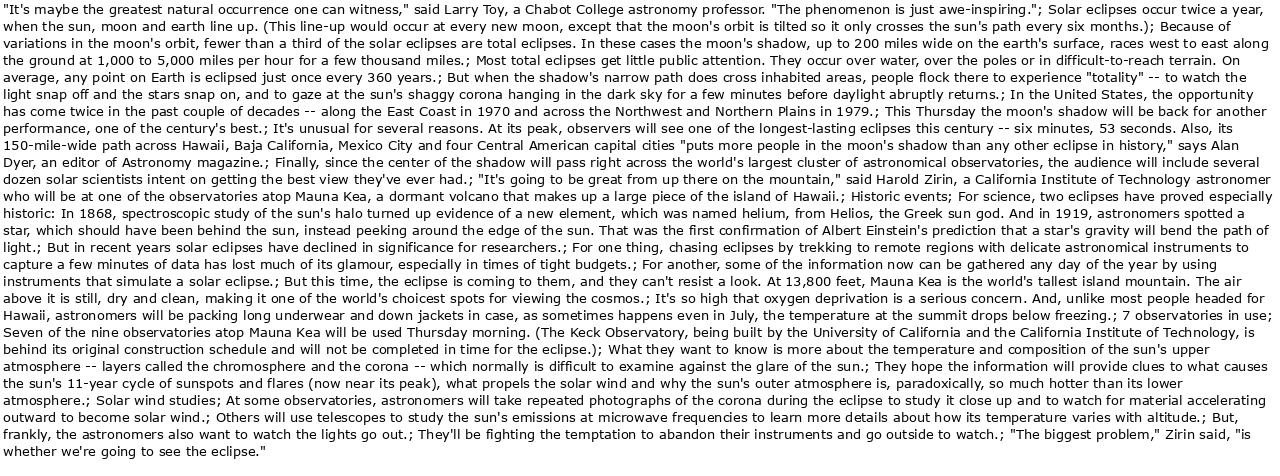 "It's maybe the greatest natural occurrence one can witness," said Larry Toy, a Chabot College astronomy professor. "The phenomenon is just awe-inspiring."; Solar eclipses occur twice a year,
when the sun, moon and earth line up. (This line-up would occur at every new moon, except that the moon's orbit is tilted so it only crosses the sun's path every six months.); Because of
variations in the moon's orbit, fewer than a third of the solar eclipses are total eclipses. In these cases the moon's shadow, up to 200 miles wide on the earth's surface, races west to east along
the ground at 1,000 to 5,000 miles per hour for a few thousand miles.; Most total eclipses get little public attention. They occur over water, over the poles or in difficult-to-reach terrain. On
average, any point on Earth is eclipsed just once every 360 years.; But when the shadow's narrow path does cross inhabited areas, people flock there to experience "totality" -- to watch the
light snap off and the stars snap on, and to gaze at the sun's shaggy corona hanging in the dark sky for a few minutes before daylight abruptly returns.; In the United States, the opportunity
has come twice in the past couple of decades -- along the East Coast in 1970 and across the Northwest and Northern Plains in 1979.; This Thursday the moon's shadow will be back for another
performance, one of the century's best.; It's unusual for several reasons. At its peak, observers will see one of the longest-lasting eclipses this century -- six minutes, 53 seconds. Also, its
150-mile-wide path across Hawaii, Baja California, Mexico City and four Central American capital cities "puts more people in the moon's shadow than any other eclipse in history," says Alan
Dyer, an editor of Astronomy magazine.; Finally, since the center of the shadow will pass right across the world's largest cluster of astronomical observatories, the audience will include several
dozen solar scientists intent on getting the best view they've ever had.; "It's going to be great from up there on the mountain," said Harold Zirin, a California Institute of Technology astronomer
who will be at one of the observatories atop Mauna Kea, a dormant volcano that makes up a large piece of the island of Hawaii.; Historic events; For science, two eclipses have proved especially
historic: In 1868, spectroscopic study of the sun's halo turned up evidence of a new element, which was named helium, from Helios, the Greek sun god. And in 1919, astronomers spotted a
star, which should have been behind the sun, instead peeking around the edge of the sun. That was the first confirmation of Albert Einstein's prediction that a star's gravity will bend the path of
light.; But in recent years solar eclipses have declined in significance for researchers.; For one thing, chasing eclipses by trekking to remote regions with delicate astronomical instruments to
capture a few minutes of data has lost much of its glamour, especially in times of tight budgets.; For another, some of the information now can be gathered any day of the year by using
instruments that simulate a solar eclipse.; But this time, the eclipse is coming to them, and they can't resist a look. At 13,800 feet, Mauna Kea is the world's tallest island mountain. The air
above it is still, dry and clean, making it one of the world's choicest spots for viewing the cosmos.; It's so high that oxygen deprivation is a serious concern. And, unlike most people headed for
Hawaii, astronomers will be packing long underwear and down jackets in case, as sometimes happens even in July, the temperature at the summit drops below freezing.; 7 observatories in use;
Seven of the nine observatories atop Mauna Kea will be used Thursday morning. (The Keck Observatory, being built by the University of California and the California Institute of Technology, is
behind its original construction schedule and will not be completed in time for the eclipse.); What they want to know is more about the temperature and composition of the sun's upper
atmosphere -- layers called the chromosphere and the corona -- which normally is difficult to examine against the glare of the sun.; They hope the information will provide clues to what causes
the sun's 11-year cycle of sunspots and flares (now near its peak), what propels the solar wind and why the sun's outer atmosphere is, paradoxically, so much hotter than its lower
atmosphere.; Solar wind studies; At some observatories, astronomers will take repeated photographs of the corona during the eclipse to study it close up and to watch for material accelerating
outward to become solar wind.; Others will use telescopes to study the sun's emissions at microwave frequencies to learn more details about how its temperature varies with altitude.; But,
frankly, the astronomers also want to watch the lights go out.; They'll be fighting the temptation to abandon their instruments and go outside to watch.; "The biggest problem," Zirin said, "is
whether we're going to see the eclipse."